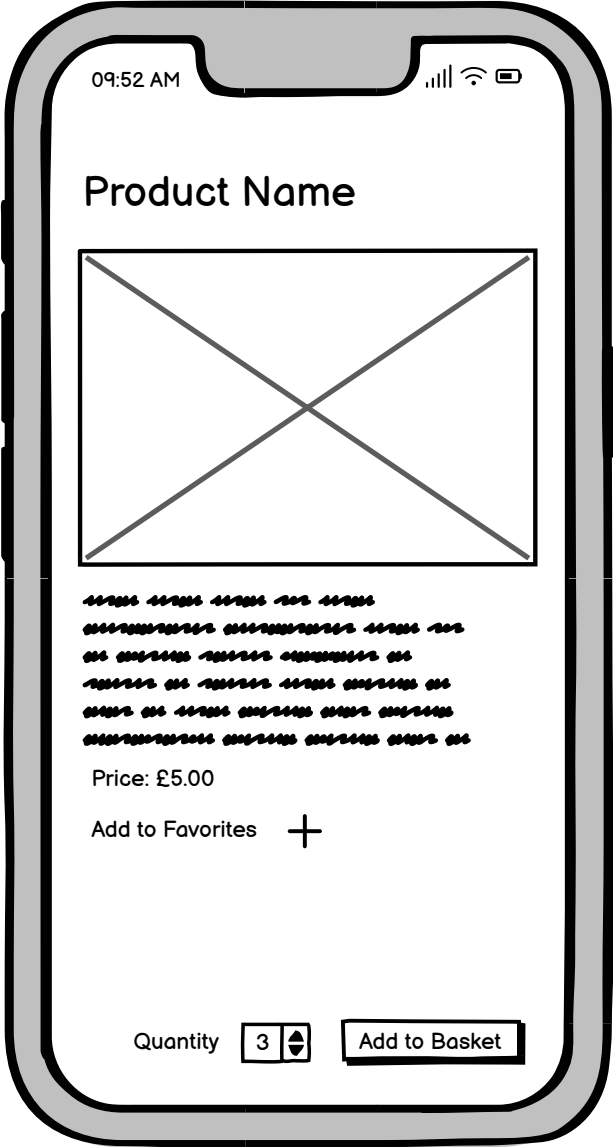 09:52 AM
Product Name
Price: £5.00
Add to Favorites
Quantity 3 Add to Basket